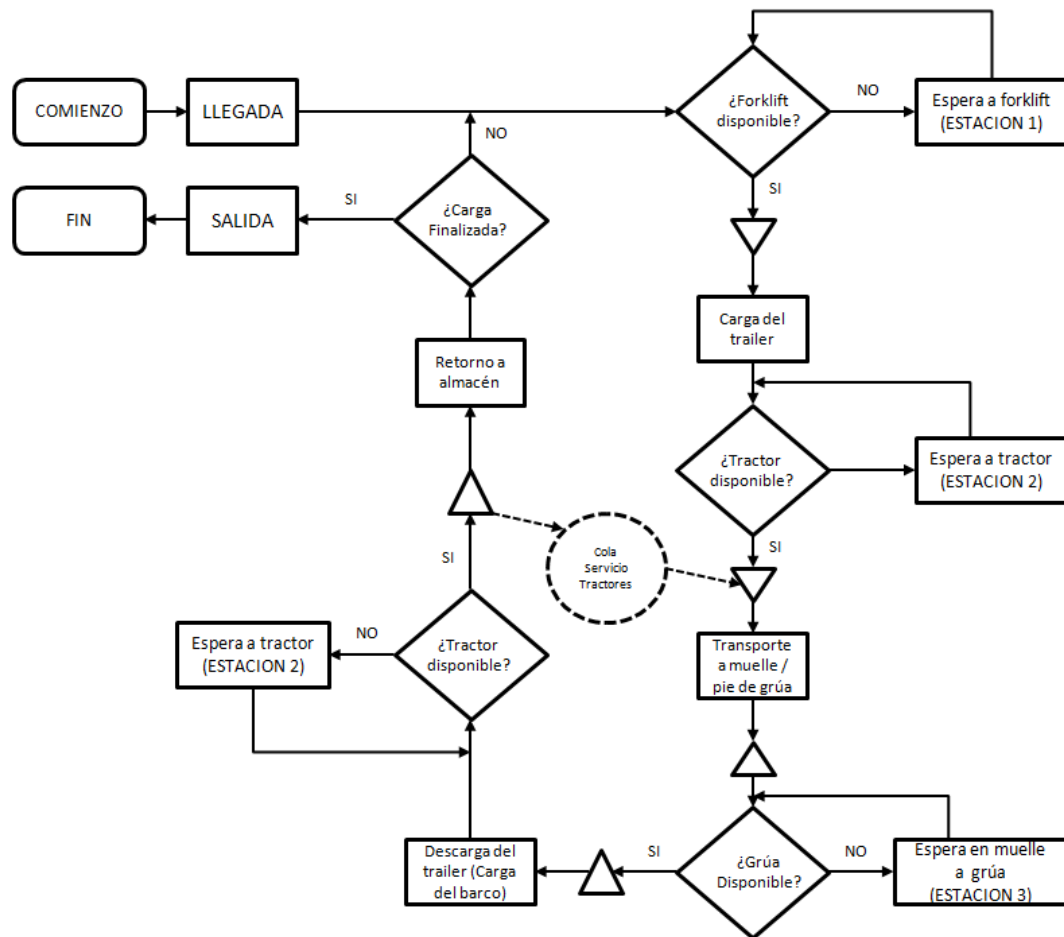 COMIENZO
LLEGADA
¿Forklift
disponible?
NO
Espera a forklift
(ESTACION 1)
NO
SI
FIN
SALIDA
SI
¿Carga
Finalizada?
Carga del
trailer
Retorno a
almacén
¿Tractor
disponible?
Espera a tractor
(ESTACION 2)
SI
SI
Cola
Servicio
Tractores
Espera a tractor
(ESTACION 2)
NO
¿Tractor
disponible?
Transporte
a muelle /
pie de grúa
Descarga del
trailer (Carga
del barco)
SI
¿Grúa
Disponible?
NO
Espera en muelle
a grúa
(ESTACION 3)